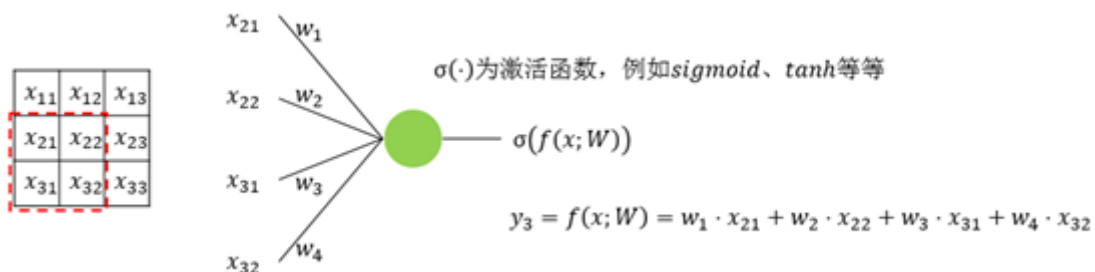 x₁₁ x₁₂ x₁₃
x₂₁ x₂₂ x₂₃
x₃₁ x₃₂ x₃₃
x₂₁ w₁
x₂₂ w₂
x₃₁ w₃
x₃₂ w₄
σ(·)为激活函数，例如sigmoid、tanh等等
σ(f(x; W))
y₃ = f(x; W) = w₁ · x₂₁ + w₂ · x₂₂ + w₃ · x₃₁ + w₄ · x₃₂